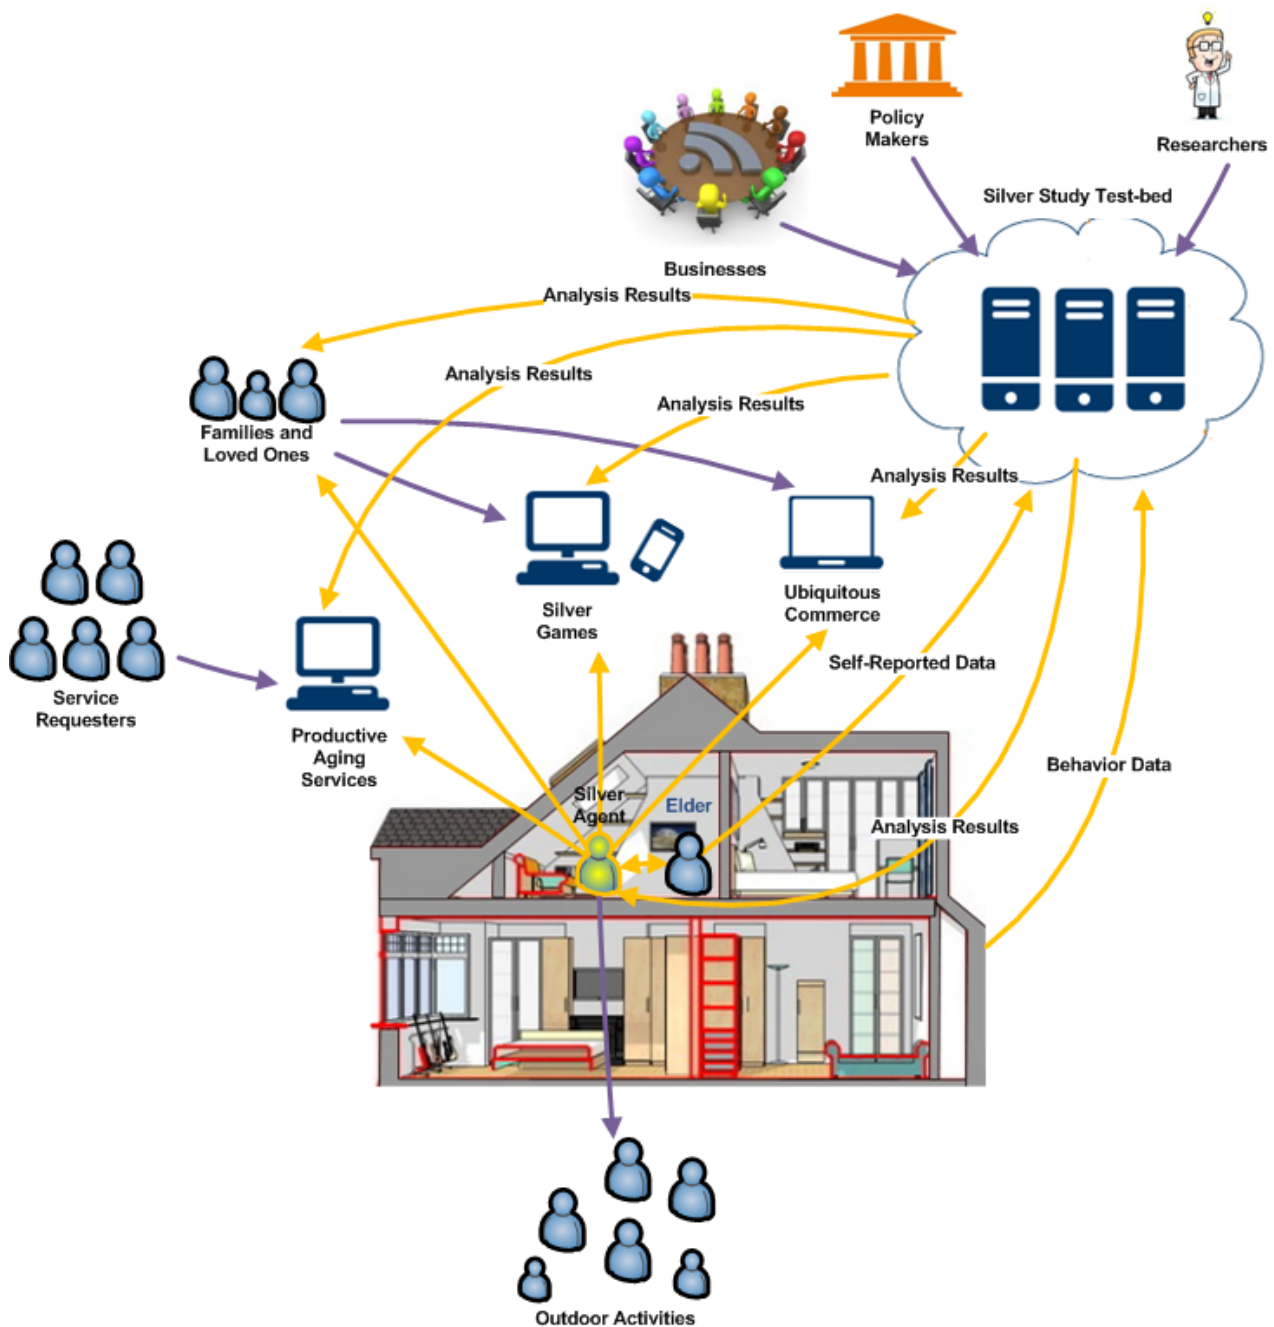 Policy
Makers
Researchers
Silver Study Test-bed
Businesses
Analysis Results
Analysis Results
Analysis Results
Families and
Loved Ones
Analysis Results
Ubiquitous
Commerce
Silver
Games
Self-Reported Data
Service
Requesters
Productive
Aging
Services
Behavior Data
Silver
Agent
Elder
Analysis Results
Outdoor Activities